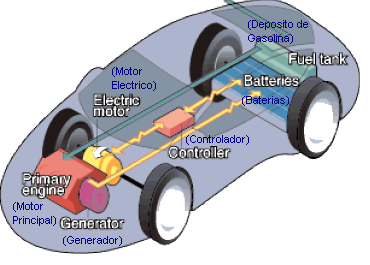 (Deposito de
Gasolina)
Fuel tank
(Motor
Electrico)
Batteries
Electric
motor
(Baterias)
(Controlador)
Controller
Primary
engine
(Motor
Principal)
Generator
(Generador)